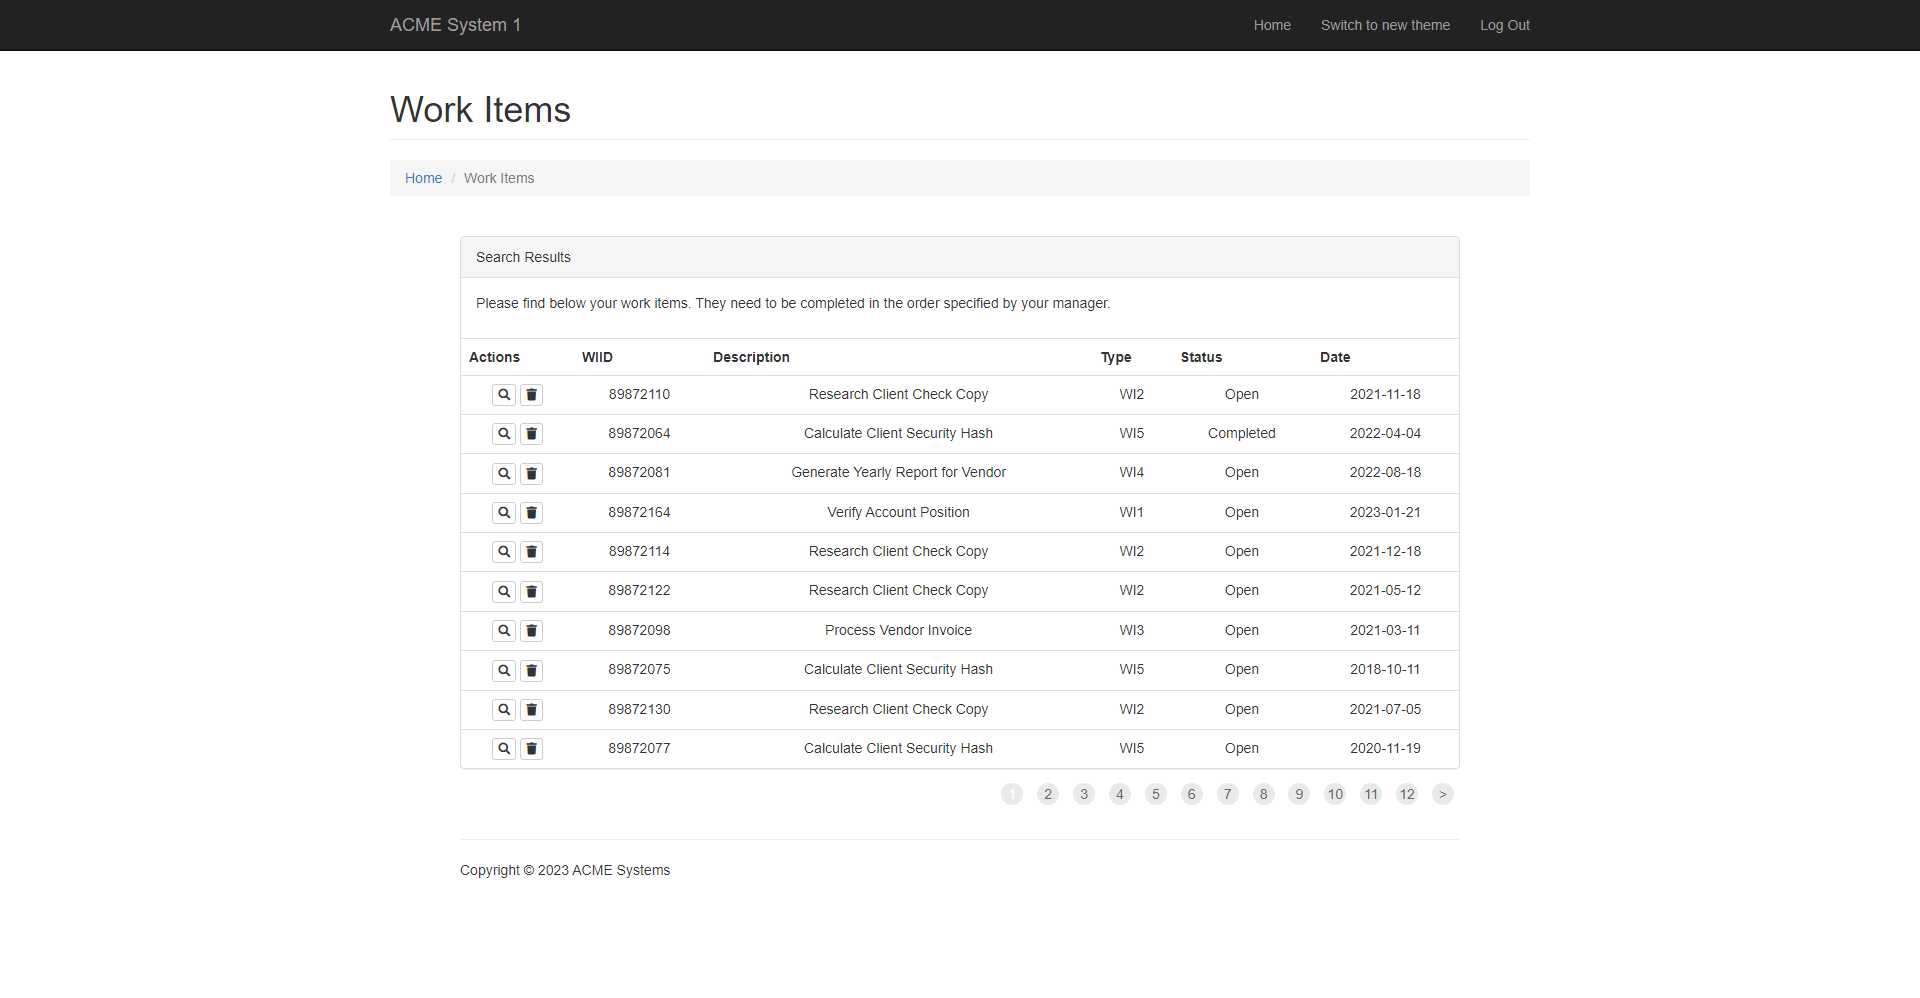 ACME System 1 Home Switch to new theme Log Out
Work Items
Home / Work Items
Search Results
Please find below your work items. They need to be completed in the order specified by your manager.
Actions WIID Description Type Status Date
89872110 Research Client Check Copy WI2 Open 2021-11-18
89872064 Calculate Client Security Hash WI5 Completed 2022-04-04
89872081 Generate Yearly Report for Vendor WI4 Open 2022-08-18
89872164 Verify Account Position WI1 Open 2023-01-21
89872114 Research Client Check Copy WI2 Open 2021-12-18
89872122 Research Client Check Copy WI2 Open 2021-05-12
89872098 Process Vendor Invoice WI3 Open 2021-03-11
89872075 Calculate Client Security Hash WI5 Open 2018-10-11
89872130 Research Client Check Copy WI2 Open 2021-07-05
89872077 Calculate Client Security Hash WI5 Open 2020-11-19
1 2 3 4 5 6 7 8 9 10 11 12 >
Copyright © 2023 ACME Systems